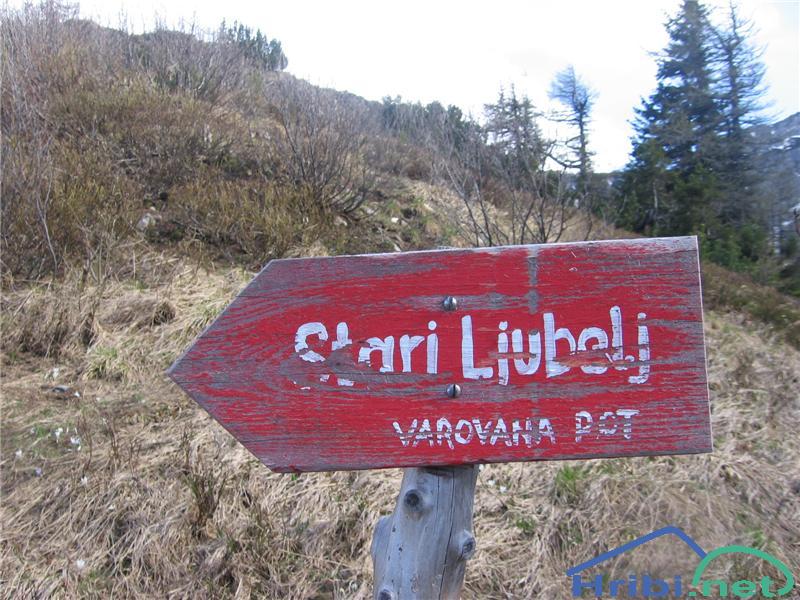 Stari Ljubelj
VAROVANA POT
Hribi.net